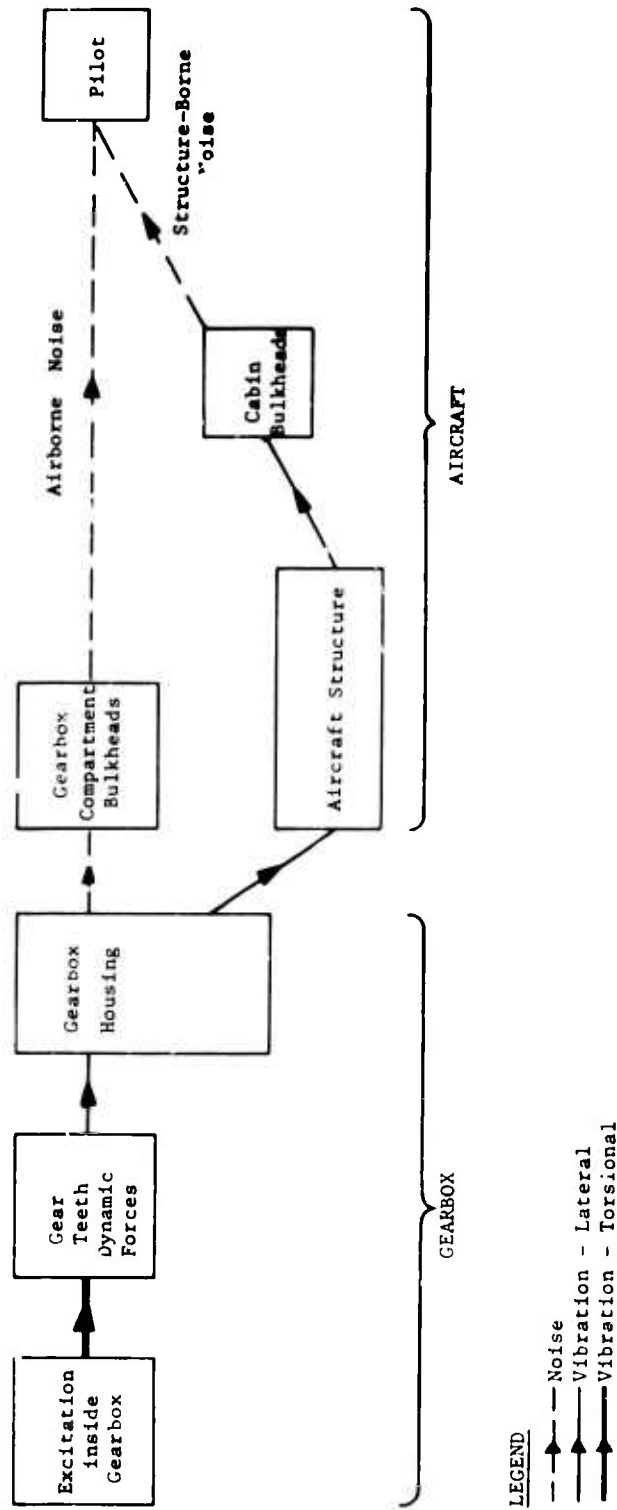 Excitation
inside
Gearbox
Gear
Teeth
Dynamic
Forces
Gearbox
Housing
Gearbox
Compartment
Bulkheads
Airborne Noise
Pilot
Structure-Borne
Noise
Cabin
Bulkheads
Aircraft Structure
GEARBOX
AIRCRAFT
LEGEND
Noise
Vibration - Lateral
Vibration - Torsional